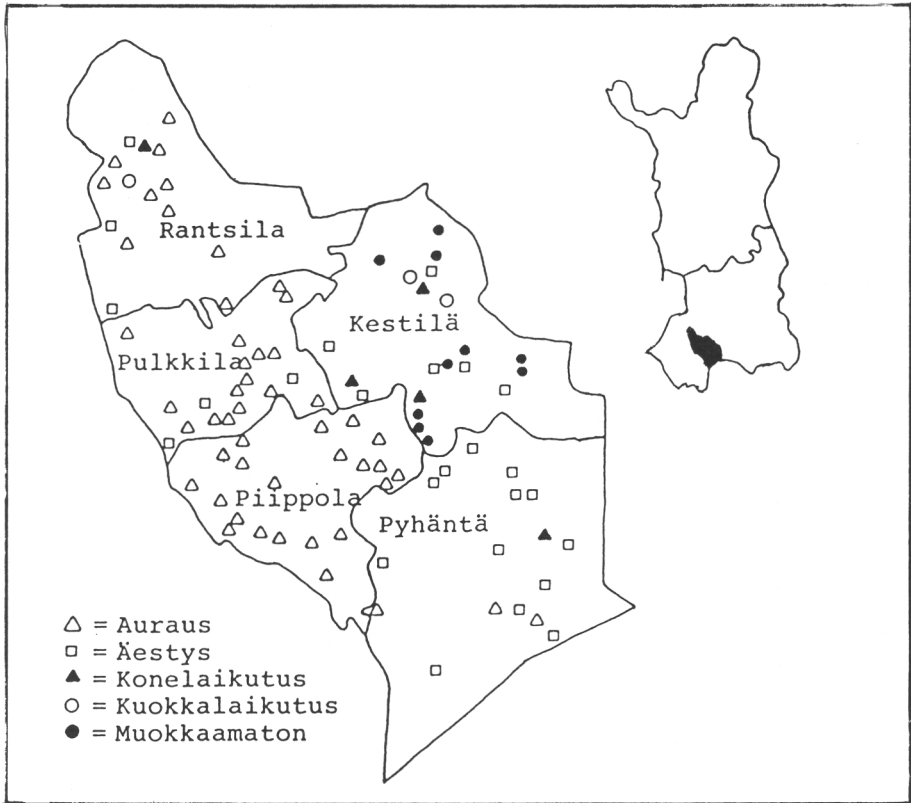 Rantsila
Kestilä
Pulkkila
Piippola
Pyhäntä
△ = Auraus
□ = Äestys
▲ = Konelaikutus
○ = Kuokkalaikutus
● = Muokkaamaton